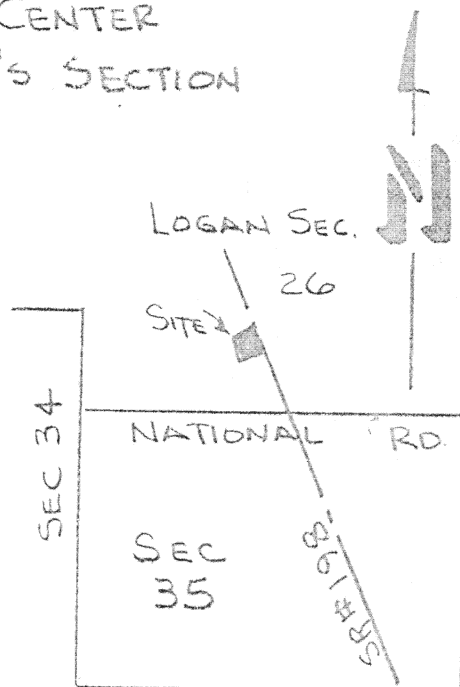 CENTER
'S SECTION
N
LOGAN SEC.
26
SITE
SEC 34
NATIONAL RD.
SEC
35
SR#198